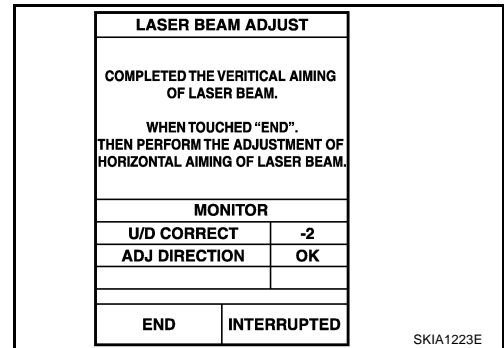 LASER BEAM ADJUST
COMPLETED THE VERITICAL AIMING
OF LASER BEAM.
WHEN TOUCHED “END”.
THEN PERFORM THE ADJUSTMENT OF
HORIZONTAL AIMING OF LASER BEAM.
MONITOR
U/D CORRECT -2
ADJ DIRECTION OK
END INTERRUPTED
SKIA1223E